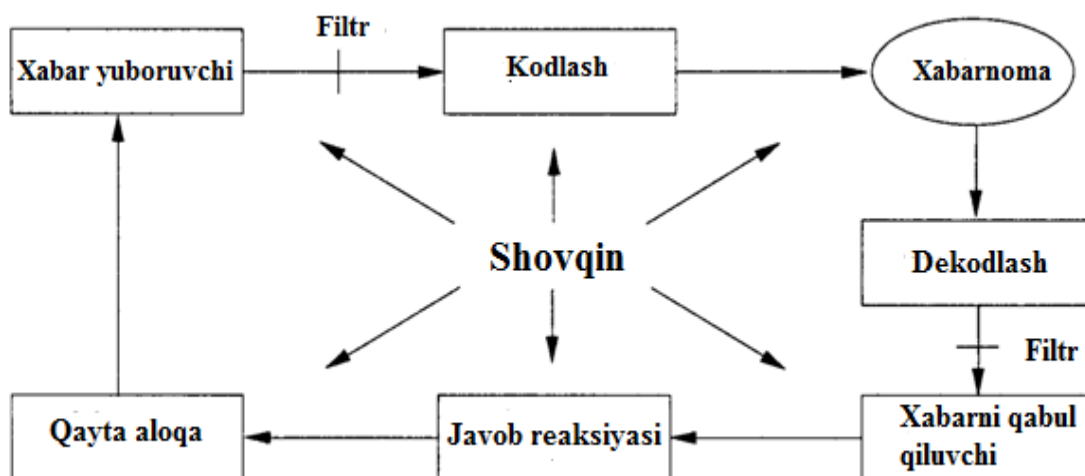 Filtr
Xabar yuboruvchi
Kodlash
Xabarnoma
Shovqin
Dekodlash
Filtr
Qayta aloqa
Javob reaksiyasi
Xabarni qabul
qiluvchi